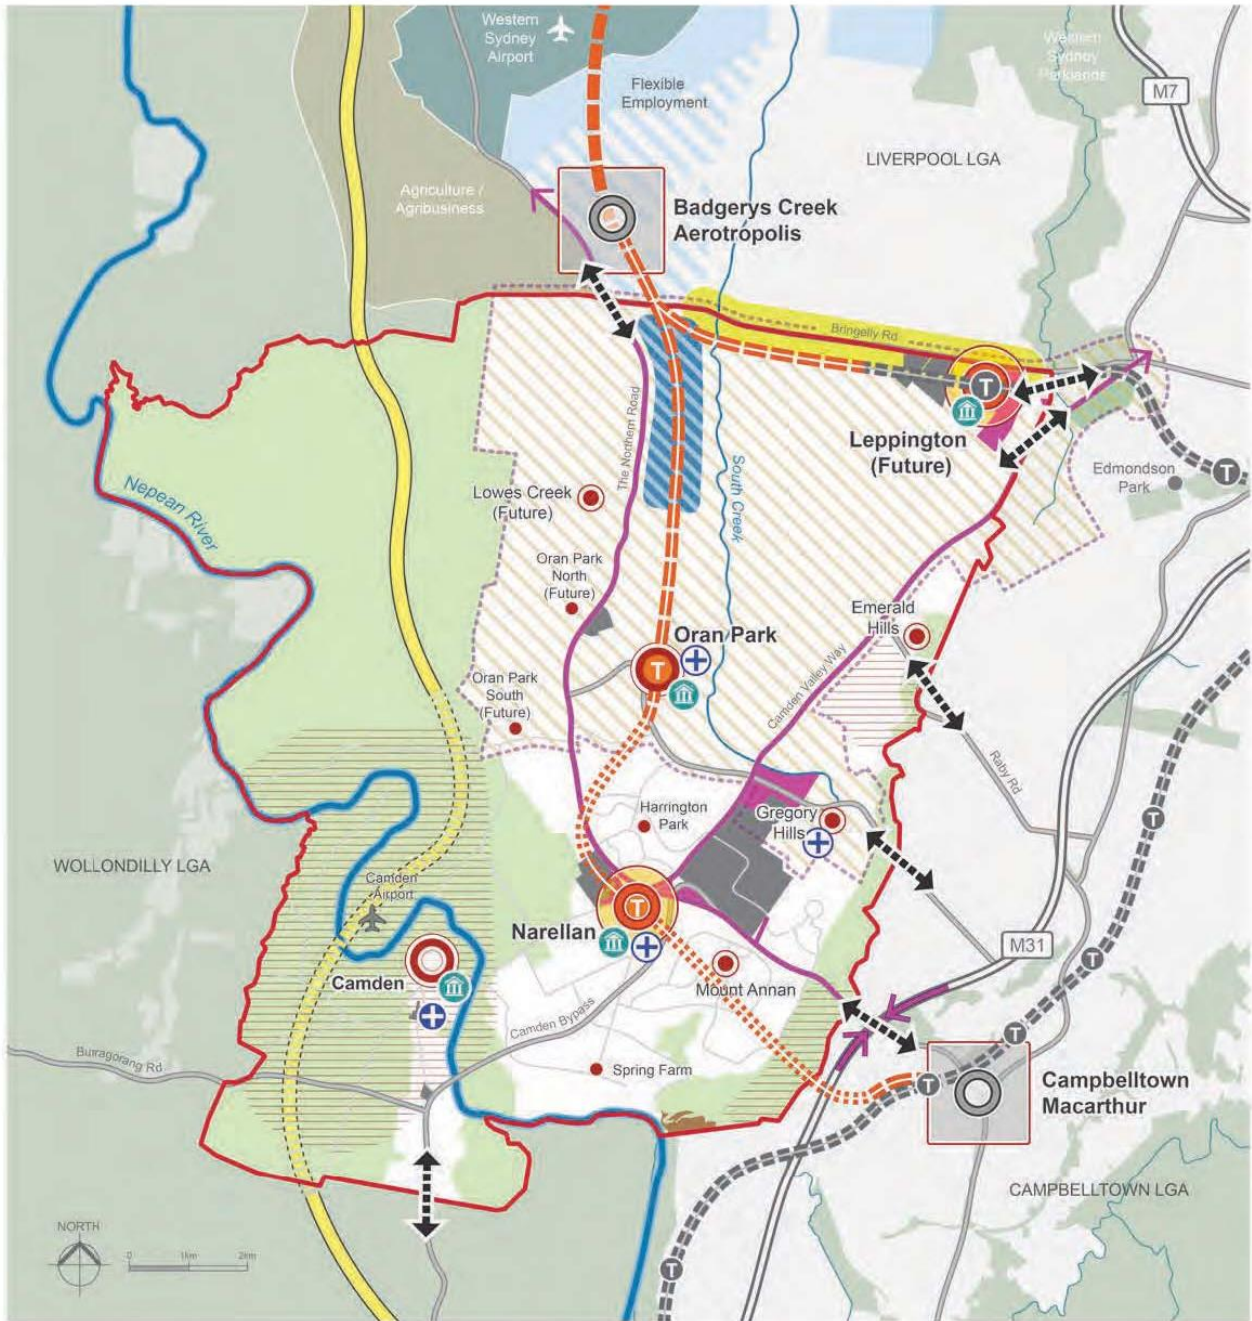 Western
Sydney
Airport
Western
Sydney
Parklands
M7
Flexible
Employment
LIVERPOOL LGA
Agriculture /
Agribusiness
Badgerys Creek
Aerotropolis
Bringelly Rd
T
Leppington
(Future)
Edmondson
Park
T
The Northern Road
South Creek
Nepean River
Lowes Creek
(Future)
Oran Park
North
(Future)
Emerald
Hills
Oran Park
T
Oran Park
South
(Future)
Camden Valley Way
Raby Rd
Harrington
Park
Gregory
Hills
T
WOLLONDILLY LGA
Camden
Airport
T
Narellan
M31
T
Camden
Mount Annan
Camden Bypass
T
Burragorang Rd
Spring Farm
T
Campbelltown
Macarthur
CAMPBELLTOWN LGA
NORTH
0 1km 2km
T